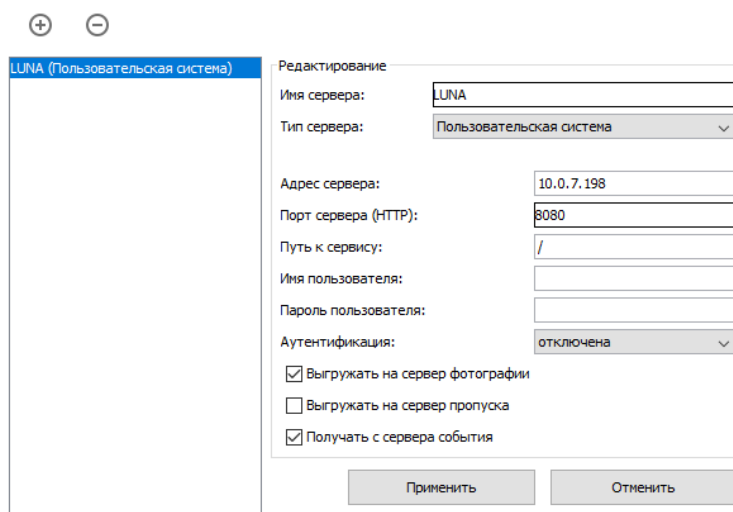 LUNA (Пользовательская система)
Редактирование
Имя сервера: LUNA
Тип сервера: Пользовательская система
Адрес сервера: 10.0.7.198
Порт сервера (HTTP): 8080
Путь к сервису: /
Имя пользователя:
Пароль пользователя:
Аутентификация: отключена
Выгружать на сервер фотографии
Выгружать на сервер пропуска
Получать с сервера события
Применить Отменить